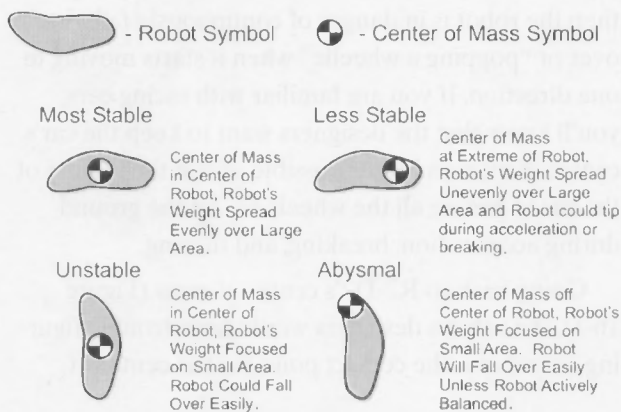 - Robot Symbol
- Center of Mass Symbol
Most Stable
Center of Mass
in Center of
Robot, Robot's
Weight Spread
Evenly over Large
Area.
Less Stable
Center of Mass
at Extreme of Robot.
Robot's Weight Spread
Unevenly over Large
Area and Robot could tip
during acceleration or
breaking.
Unstable
Center of Mass
in Center of
Robot, Robot's
Weight Focused
on Small Area.
Robot Could Fall
Over Easily.
Abysmal
Center of Mass off
Center of Robot, Robot's
Weight Focused on
Small Area. Robot
Will Fall Over Easily
Unless Robot Actively
Balanced.